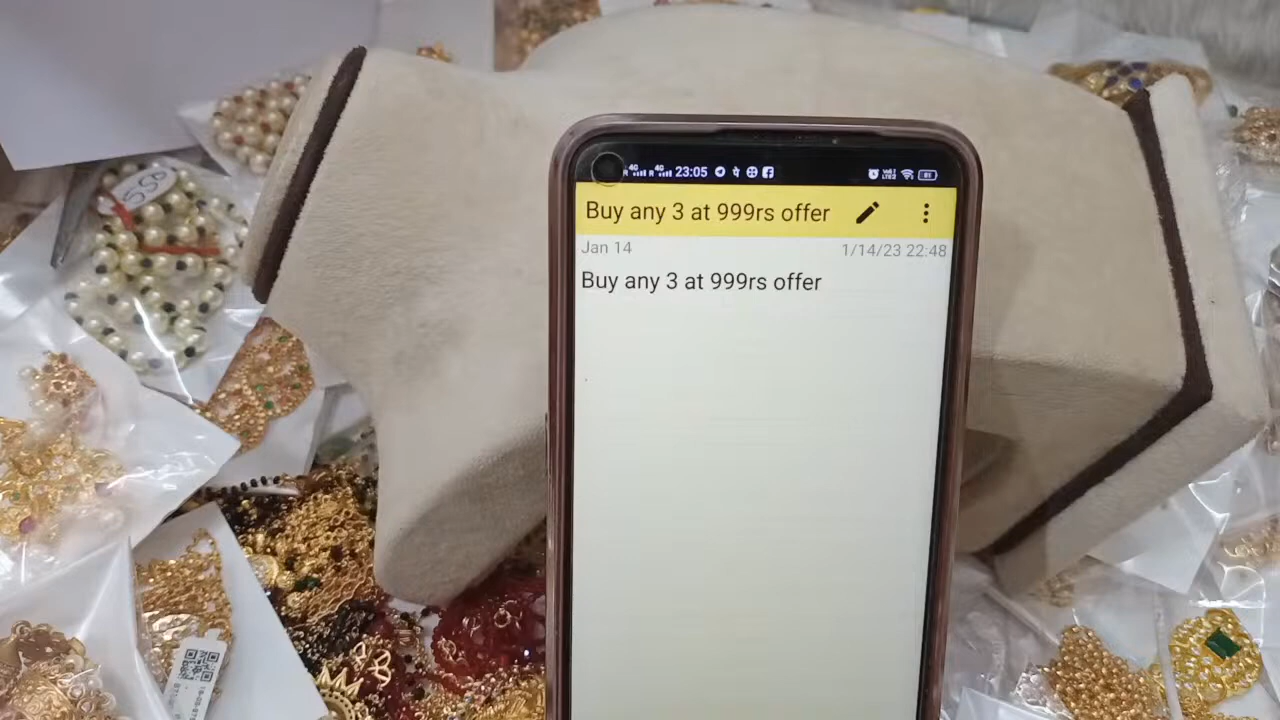 23:05
Buy any 3 at 999rs offer
Jan 14
1/14/23 22:48
Buy any 3 at 999rs offer